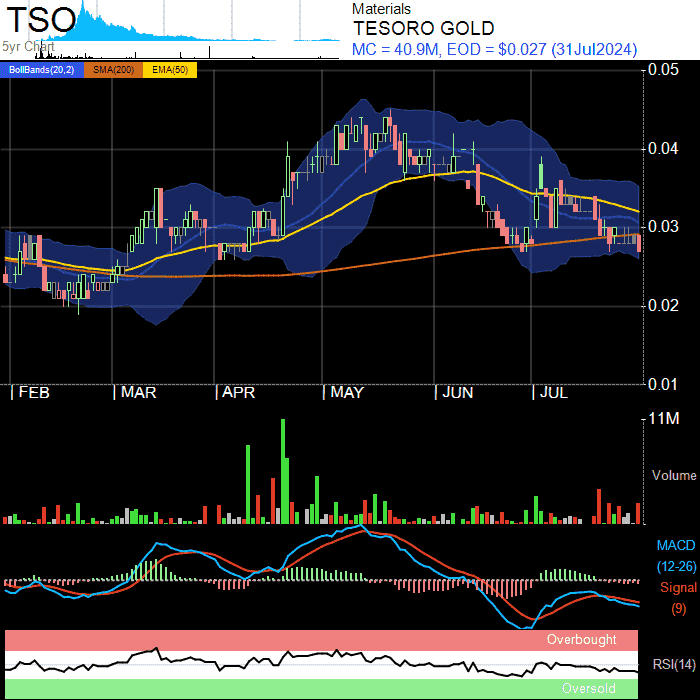 TSO
5yr Chart
Materials
TESORO GOLD
MC = 40.9M, EOD = $0.027 (31Jul2024)
BollBands(20,2) SMA(200) EMA(50)
0.05
0.04
0.03
0.02
0.01
FEB MAR APR MAY JUN JUL
11M
Volume
MACD
(12-26)
Signal
(9)
Overbought
RSI(14)
Oversold